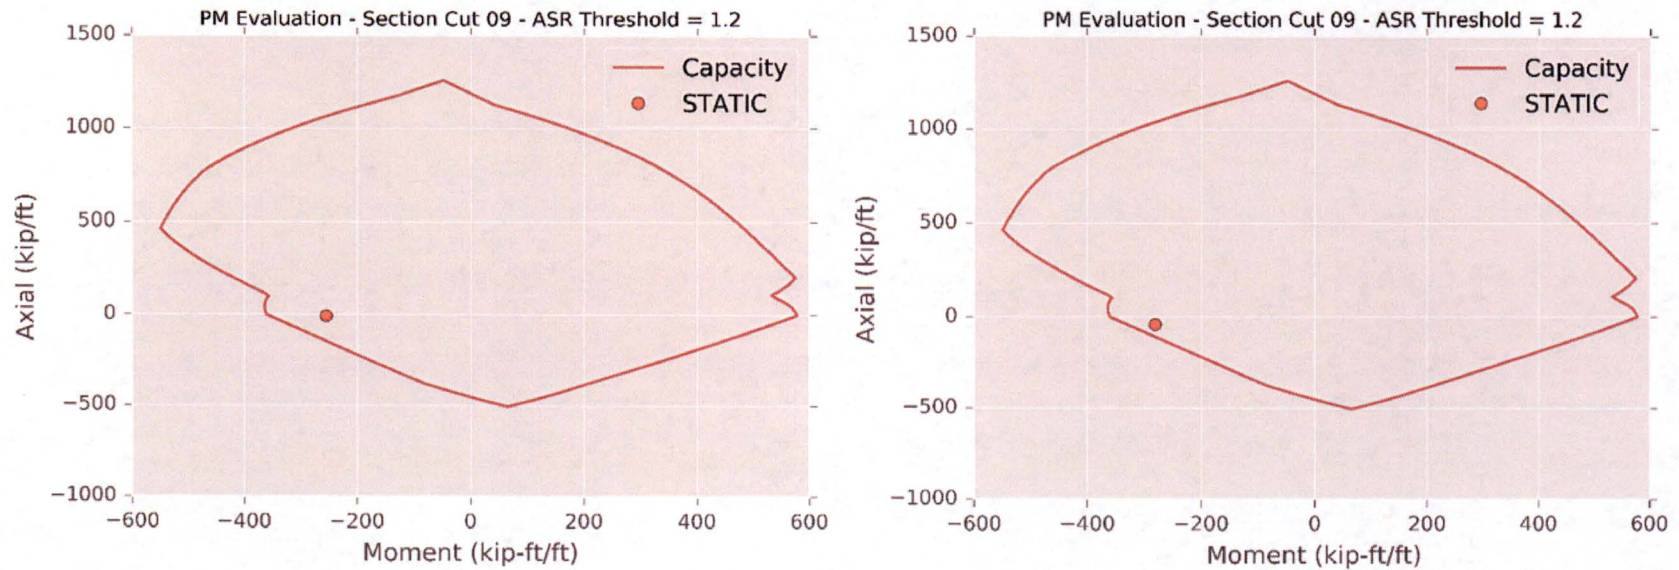 PM Evaluation - Section Cut 09 - ASR Threshold = 1.2
1500
1000
500
0
−500
−1000
Axial (kip/ft)
Capacity
STATIC
−600 −400 −200 0 200 400 600
Moment (kip-ft/ft)
PM Evaluation - Section Cut 09 - ASR Threshold = 1.2
1500
1000
500
0
−500
−1000
Axial (kip/ft)
Capacity
STATIC
−600 −400 −200 0 200 400 600
Moment (kip-ft/ft)